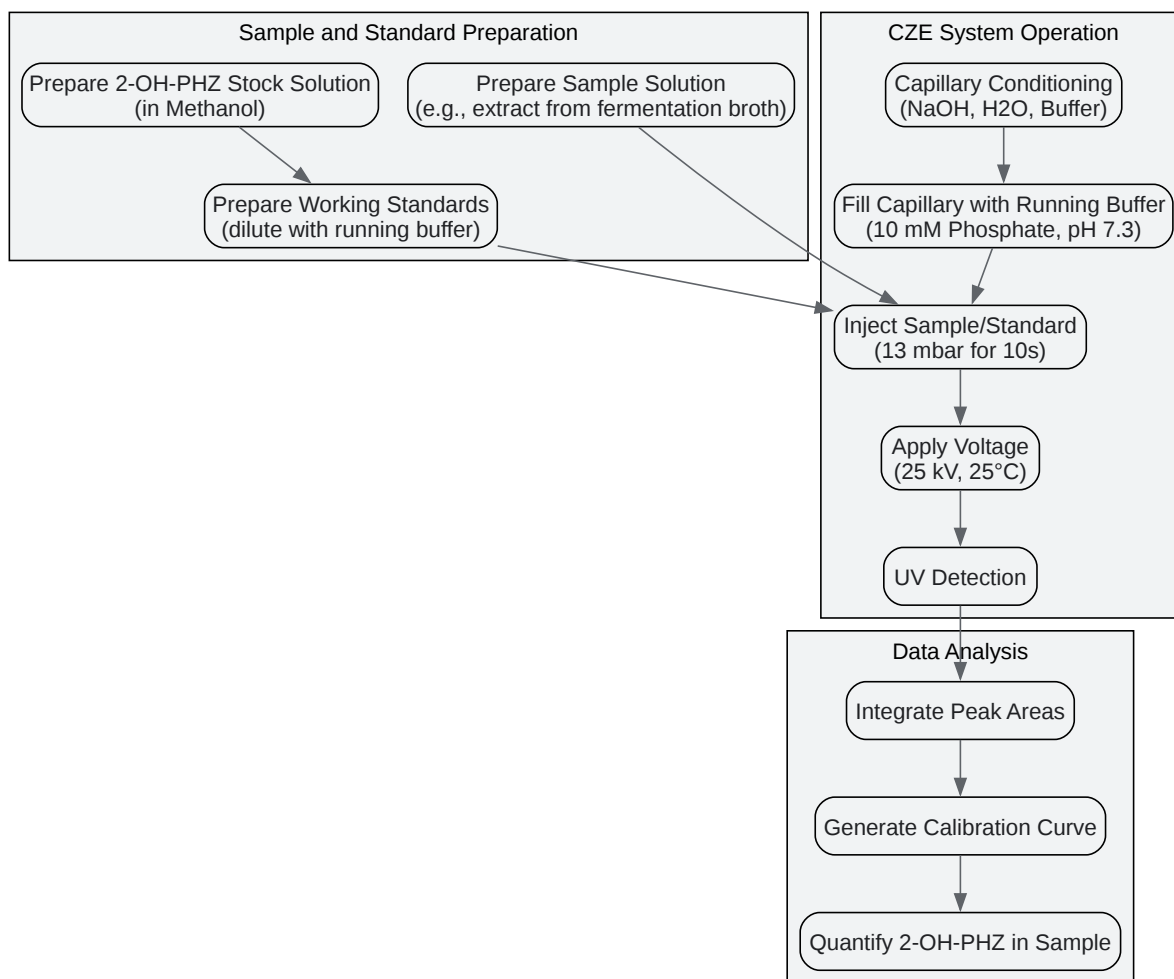 Sample and Standard Preparation
Prepare 2-OH-PHZ Stock Solution
(in Methanol)
Prepare Sample Solution
(e.g., extract from fermentation broth)
Prepare Working Standards
(dilute with running buffer)
CZE System Operation
Capillary Conditioning
(NaOH, H2O, Buffer)
Fill Capillary with Running Buffer
(10 mM Phosphate, pH 7.3)
Inject Sample/Standard
(13 mbar for 10s)
Apply Voltage
(25 kV, 25°C)
UV Detection
Data Analysis
Integrate Peak Areas
Generate Calibration Curve
Quantify 2-OH-PHZ in Sample